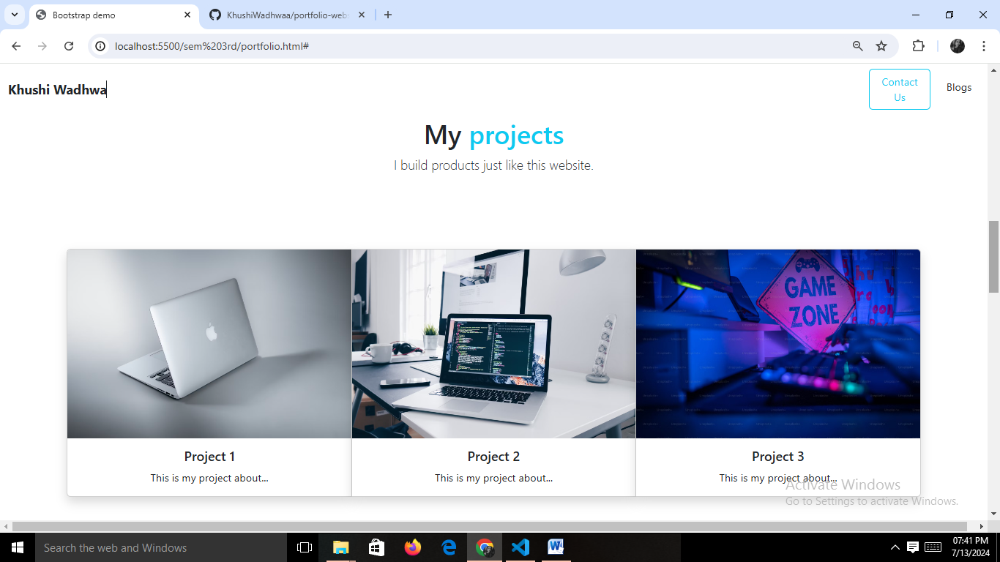 Bootstrap demo
KhushiWadhwaa/portfolio-webs
localhost:5500/sem%203rd/portfolio.html#
Khushi Wadhwa
Contact
Us
Blogs
My projects
I build products just like this website.
GAME
ZONE
Project 1
This is my project about...
Project 2
This is my project about...
Project 3
This is my project about...
Activate Windows
Go to Settings to activate Windows.
Search the web and Windows
07:41 PM
7/13/2024